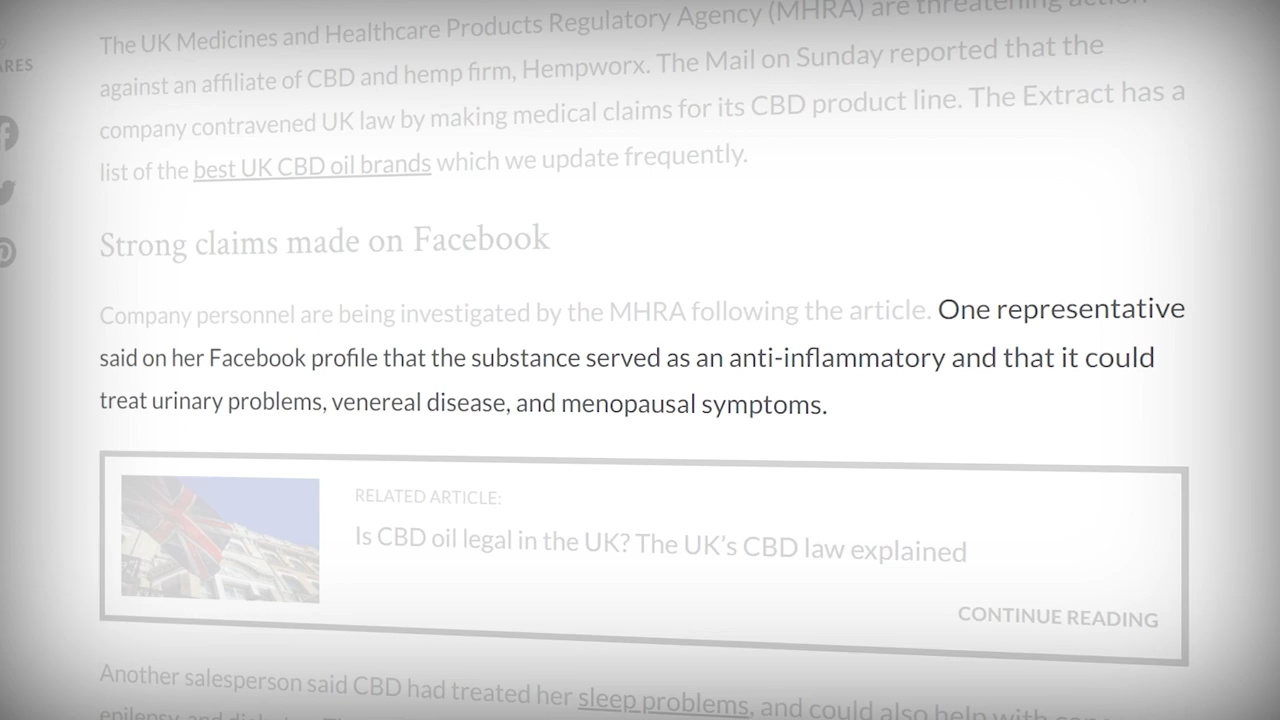 ARES
The UK Medicines and Healthcare Products Regulatory Agency (MHRA) are threatening action
against an affiliate of CBD and hemp firm, Hempworx. The Mail on Sunday reported that the
company contravened UK law by making medical claims for its CBD product line. The Extract has a
list of the best UK CBD oil brands which we update frequently.
Strong claims made on Facebook
Company personnel are being investigated by the MHRA following the article. One representative
said on her Facebook profile that the substance served as an anti-inflammatory and that it could
treat urinary problems, venereal disease, and menopausal symptoms.
RELATED ARTICLE:
Is CBD oil legal in the UK? The UK's CBD law explained
CONTINUE READING
Another salesperson said CBD had treated her sleep problems, and could also help with
epilepsy and